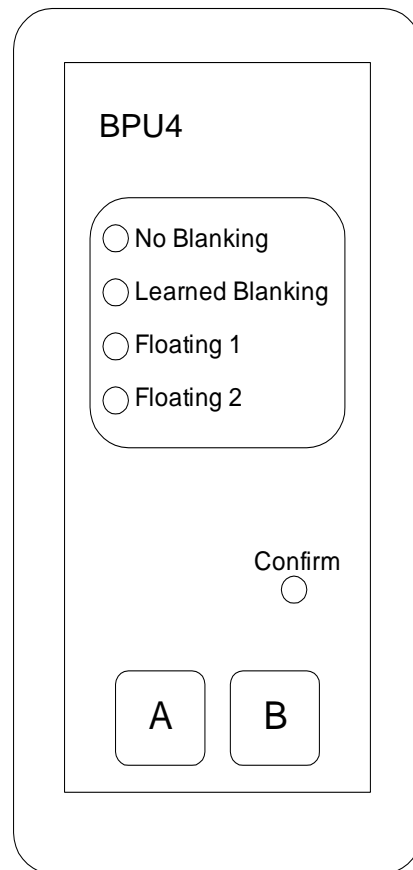 BPU4
No Blanking
Learned Blanking
Floating 1
Floating 2
Confirm
A B